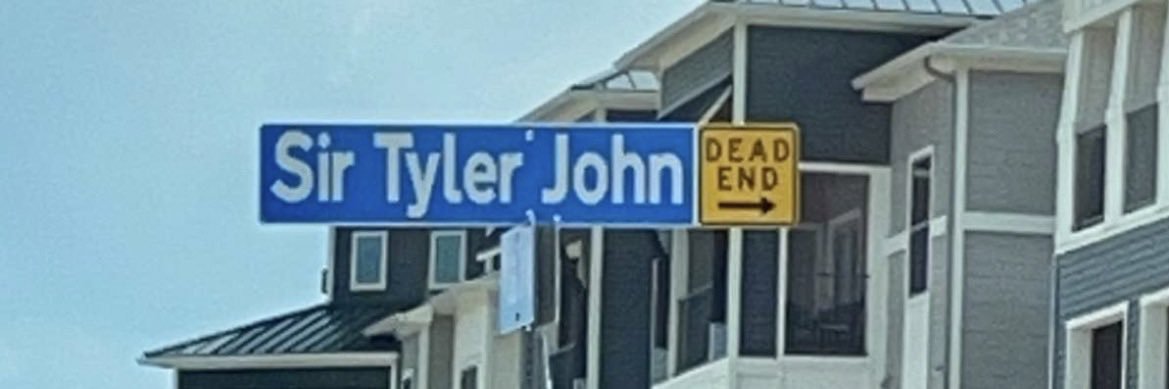 Sir Tyler John
DEAD
END